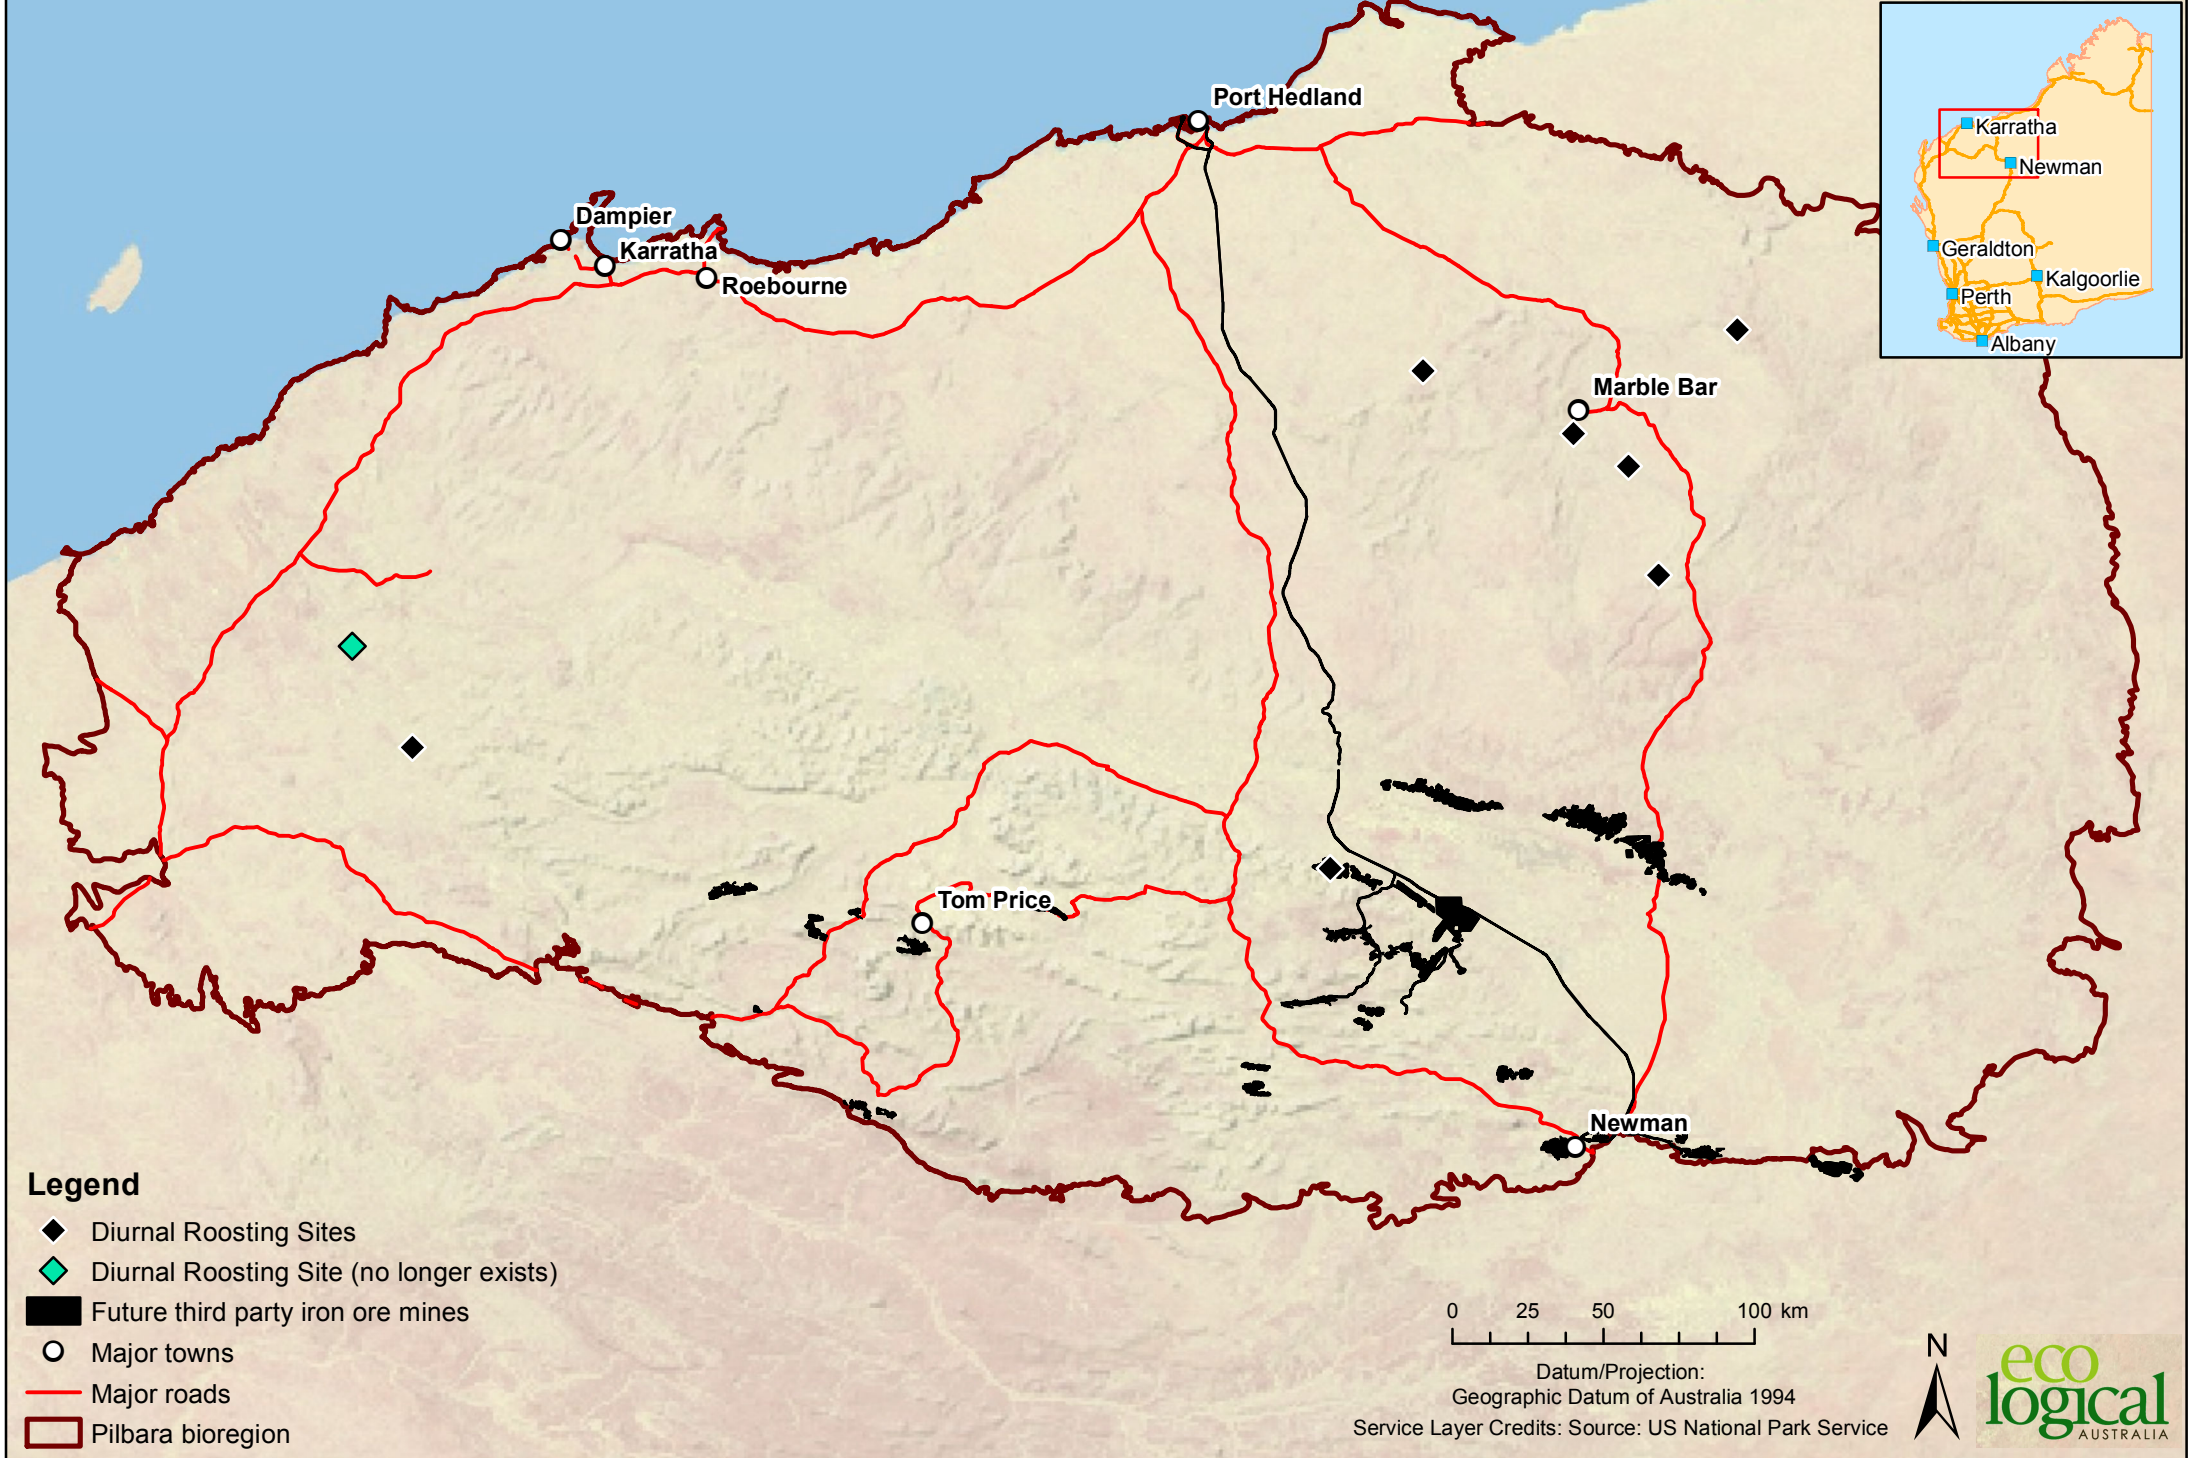 Port Hedland
Dampier
Karratha
Roebourne
Marble Bar
Tom Price
Newman
Karratha
Newman
Geraldton
Kalgoorlie
Perth
Albany
Legend
Diurnal Roosting Sites
Diurnal Roosting Site (no longer exists)
Future third party iron ore mines
Major towns
Major roads
Pilbara bioregion
0 25 50 100 km
Datum/Projection:
Geographic Datum of Australia 1994
Service Layer Credits: Source: US National Park Service
N
eco
logical
AUSTRALIA